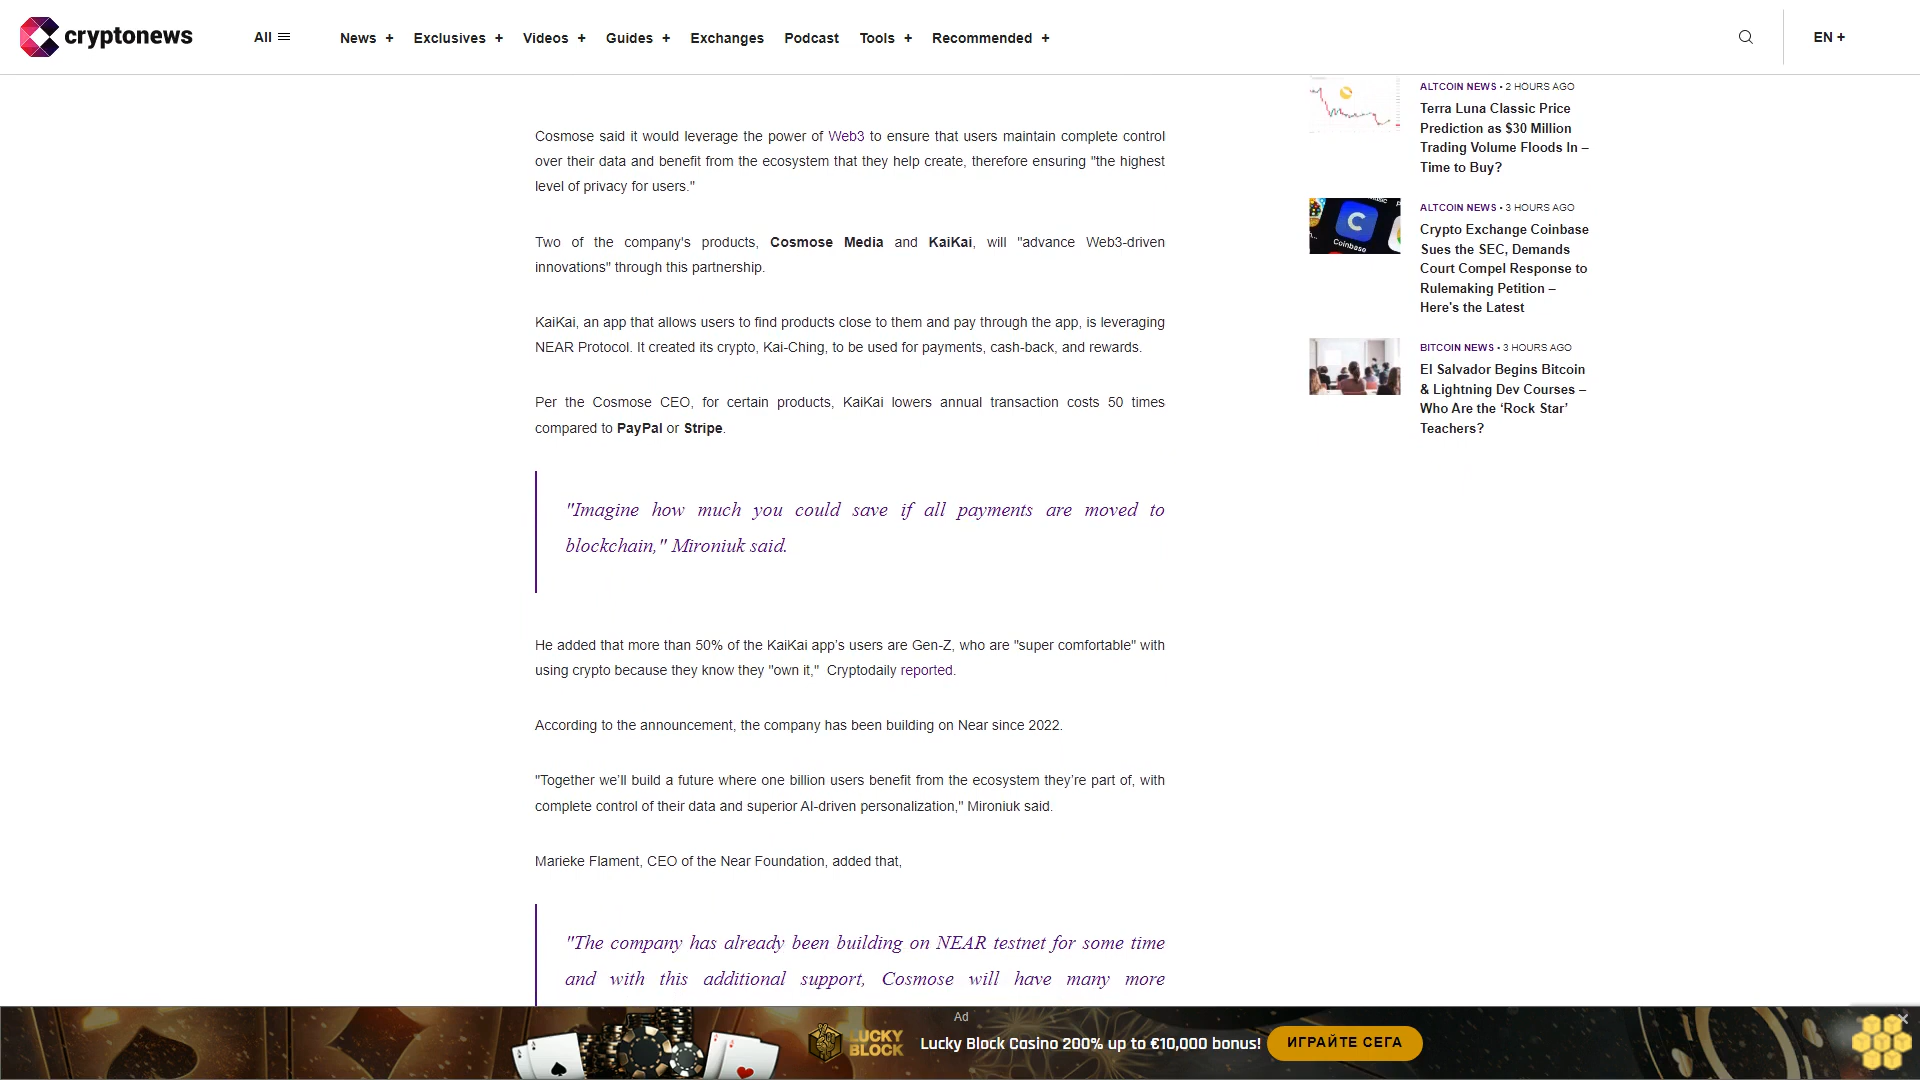 cryptonews
All
News +
Exclusives +
Videos +
Guides +
Exchanges
Podcast
Tools +
Recommended +
EN +
Cosmose said it would leverage the power of Web3 to ensure that users maintain complete control
over their data and benefit from the ecosystem that they help create, therefore ensuring "the highest
level of privacy for users."
Two of the company's products, Cosmose Media and KaiKai, will "advance Web3-driven
innovations" through this partnership.
KaiKai, an app that allows users to find products close to them and pay through the app, is leveraging
NEAR Protocol. It created its crypto, Kai-Ching, to be used for payments, cash-back, and rewards.
Per the Cosmose CEO, for certain products, KaiKai lowers annual transaction costs 50 times
compared to PayPal or Stripe.
"Imagine how much you could save if all payments are moved to
blockchain," Mironiuk said.
He added that more than 50% of the KaiKai app’s users are Gen-Z, who are "super comfortable" with
using crypto because they know they "own it,"  Cryptodaily reported.
According to the announcement, the company has been building on Near since 2022.
"Together we’ll build a future where one billion users benefit from the ecosystem they’re part of, with
complete control of their data and superior AI-driven personalization," Mironiuk said.
Marieke Flament, CEO of the Near Foundation, added that,
"The company has already been building on NEAR testnet for some time
and with this additional support, Cosmose will have many more
ALTCOIN NEWS • 2 HOURS AGO
Terra Luna Classic Price
Prediction as $30 Million
Trading Volume Floods In –
Time to Buy?
ALTCOIN NEWS • 3 HOURS AGO
Crypto Exchange Coinbase
Sues the SEC, Demands
Court Compel Response to
Rulemaking Petition –
Here's the Latest
Coinbase
BITCOIN NEWS • 3 HOURS AGO
El Salvador Begins Bitcoin
& Lightning Dev Courses –
Who Are the ‘Rock Star’
Teachers?
Ad
LUCKY
BLOCK
Lucky Block Casino 200% up to €10,000 bonus!
ИГРАЙТЕ СЕГА